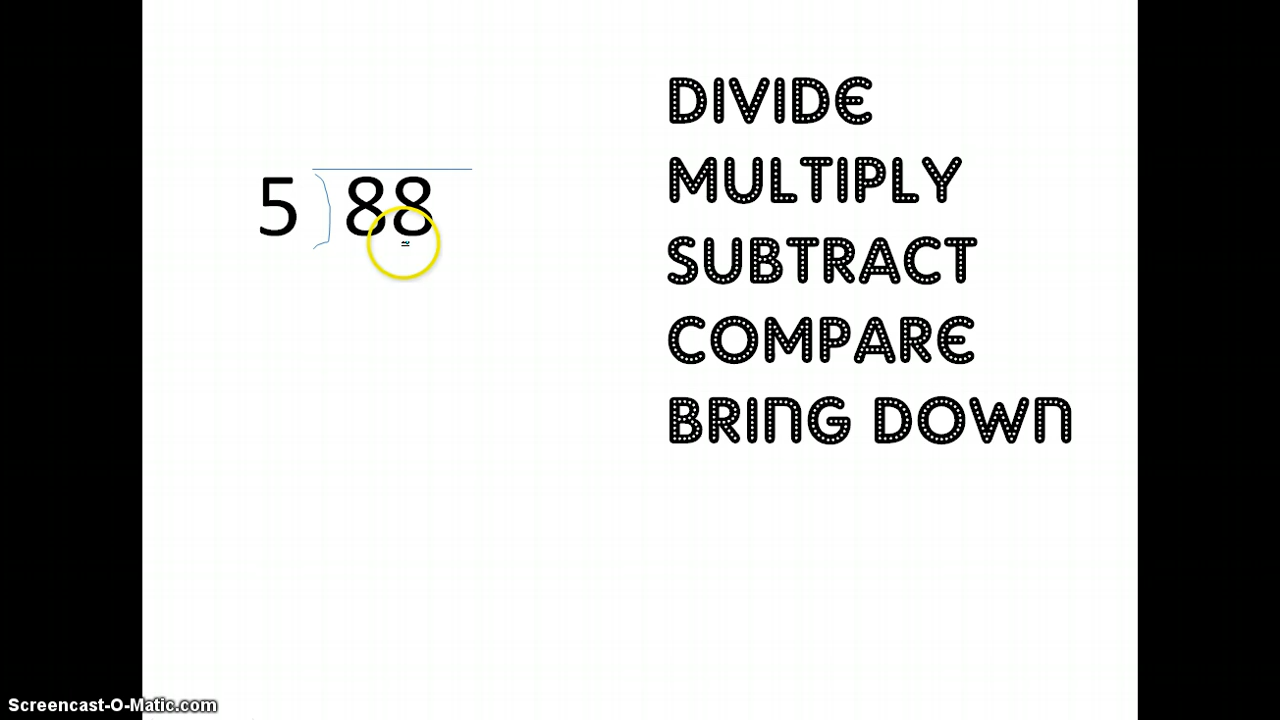 5 88
DIVIDE
MULTIPLY
SUBTRACT
COMPARE
BRING DOWN
Screencast-O-Matic.com